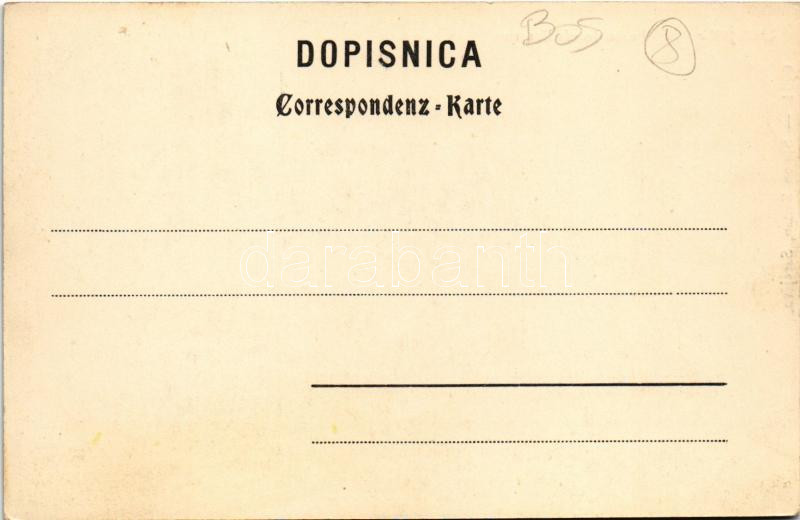 BOS 8
DOPISNICA
Correspondenz-Karte
darabanth